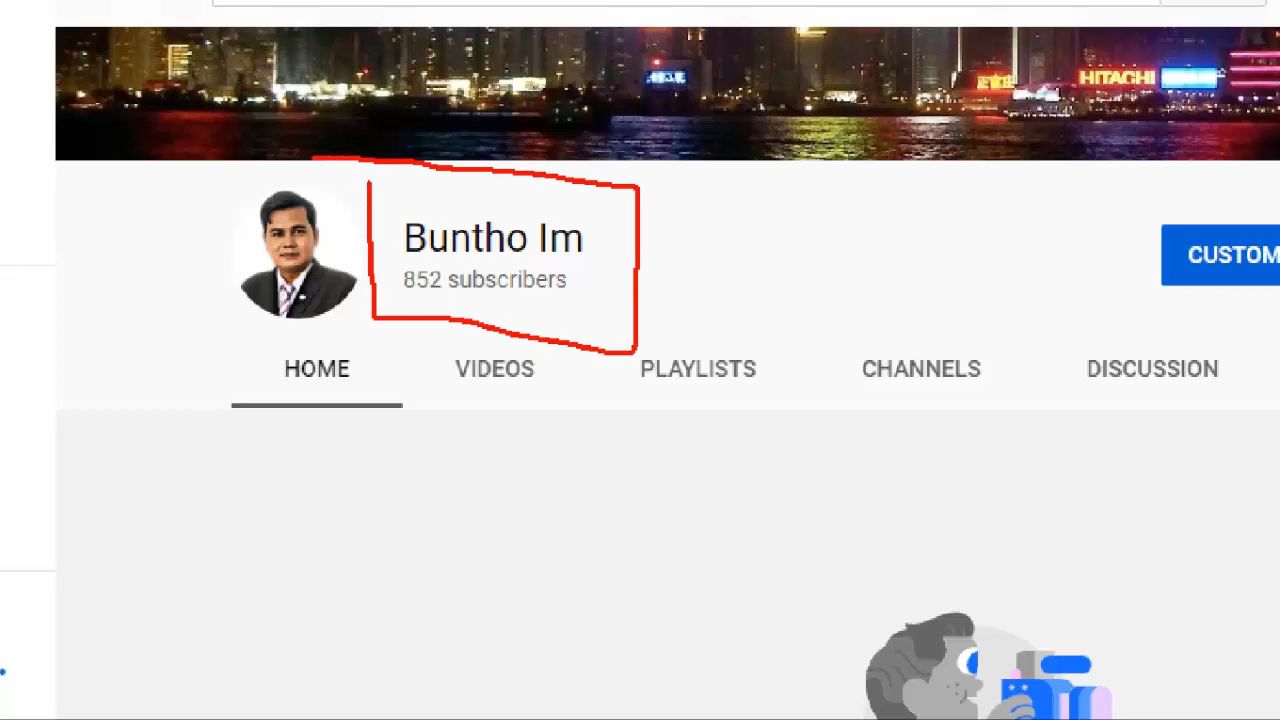 HITACHI
Buntho Im
852 subscribers
CUSTOM
HOME
VIDEOS
PLAYLISTS
CHANNELS
DISCUSSION